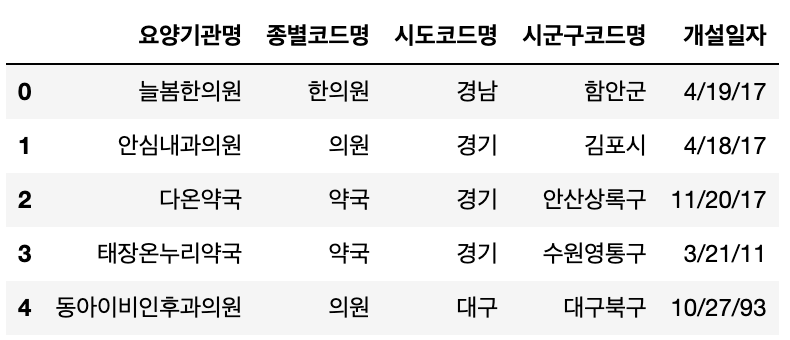 요양기관명 종별코드명 시도코드명 시군구코드명 개설일자
0 늘봄한의원 한의원 경남 함안군 4/19/17
1 안심내과의원 의원 경기 김포시 4/18/17
2 다온약국 약국 경기 안산상록구 11/20/17
3 태장온누리약국 약국 경기 수원영통구 3/21/11
4 동아이비인후과의원 의원 대구 대구북구 10/27/93